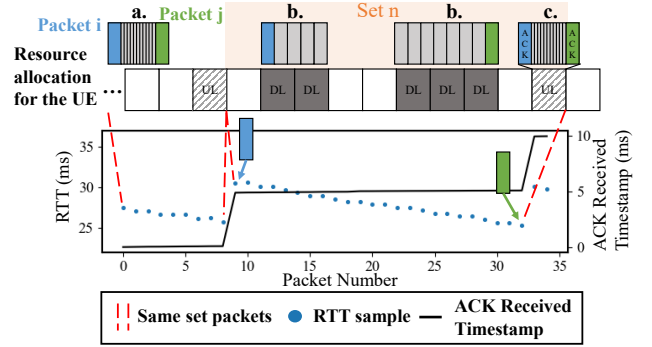 Packet i
a.
Packet j
b.
Set n
b.
c.
ACK
ACK
Resource
allocation
for the UE
...
UL
DL
DL
DL
DL
DL
UL
RTT (ms)
35
30
25
10
5
0
ACK Received
Timestamp (ms)
0
5
10
15
20
25
30
35
Packet Number
Same set packets
RTT sample
ACK Received
Timestamp